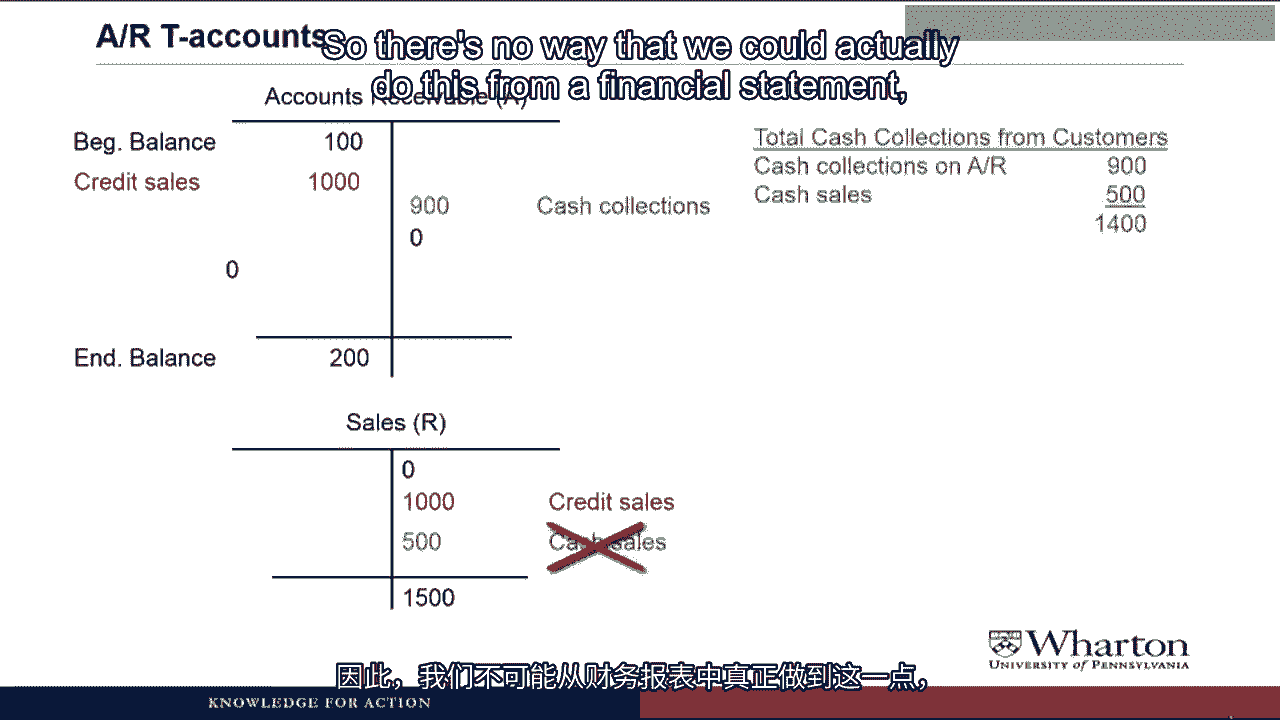 A/R T-accounts
So there's no way that we could actually
do this from a financial statement,
Accounts Receivable (A)
Beg. Balance 100
Credit sales 1000
900 Cash collections
0
0
End. Balance 200
Total Cash Collections from Customers
Cash collections on A/R 900
Cash sales 500
1400
Sales (R)
0
1000 Credit sales
500 Cash sales
1500
Wharton
UNIVERSITY of PENNSYLVANIA
因此，我们不可能从财务报表中真正做到这一点，
KNOWLEDGE FOR ACTION